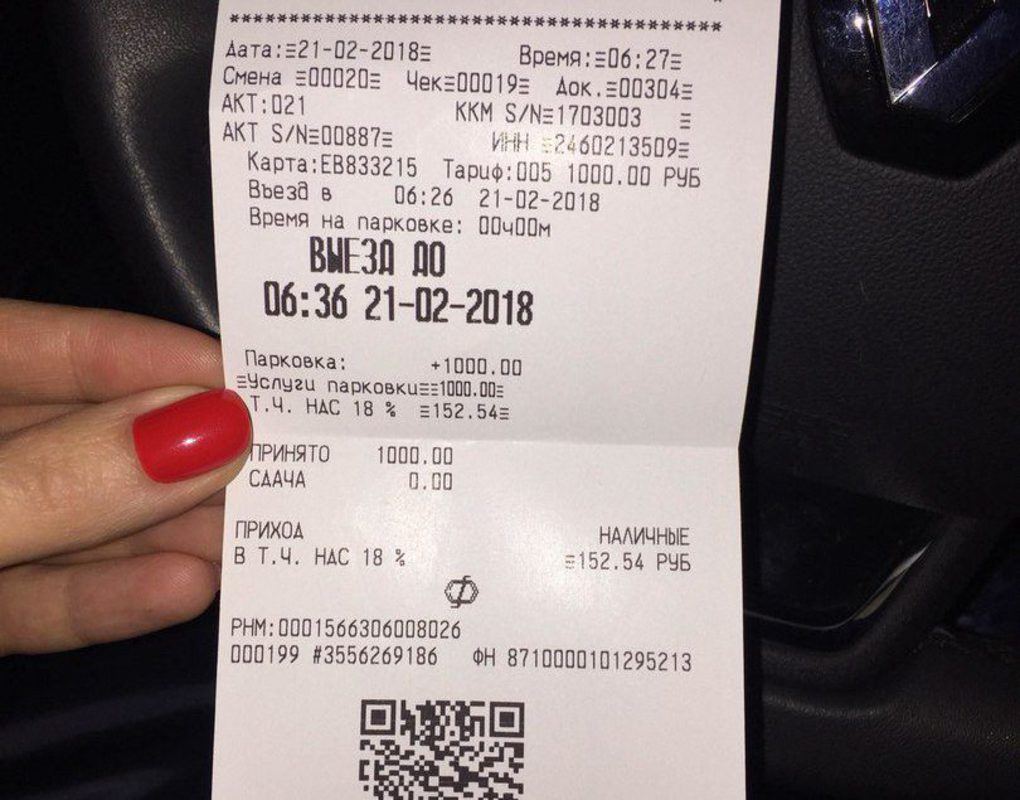 ****************************************
Дата:≡21-02-2018≡ Время:≡06:27≡
Смена ≡00020≡ Чек≡00019≡ Док.≡00304≡
АКТ:021 ККМ S/N≡1703003 ≡
АКТ S/N≡00887≡ ИНН ≡2460213509≡
Карта:EB833215 Тариф:005 1000.00 РУБ
Въезд в 06:26 21-02-2018
Время на парковке: 00ч00м
ВЫЕЗД ДО
06:36 21-02-2018
Парковка: +1000.00
≡Услуги парковки≡≡1000.00≡
Т.Ч. НДС 18 % ≡152.54≡
ПРИНЯТО 1000.00
СДАЧА 0.00
ПРИХОД НАЛИЧНЫЕ
В Т.Ч. НДС 18 % ≡152.54 РУБ
РНМ:0001566306008026
000199 #3556269186 ФН 8710000101295213